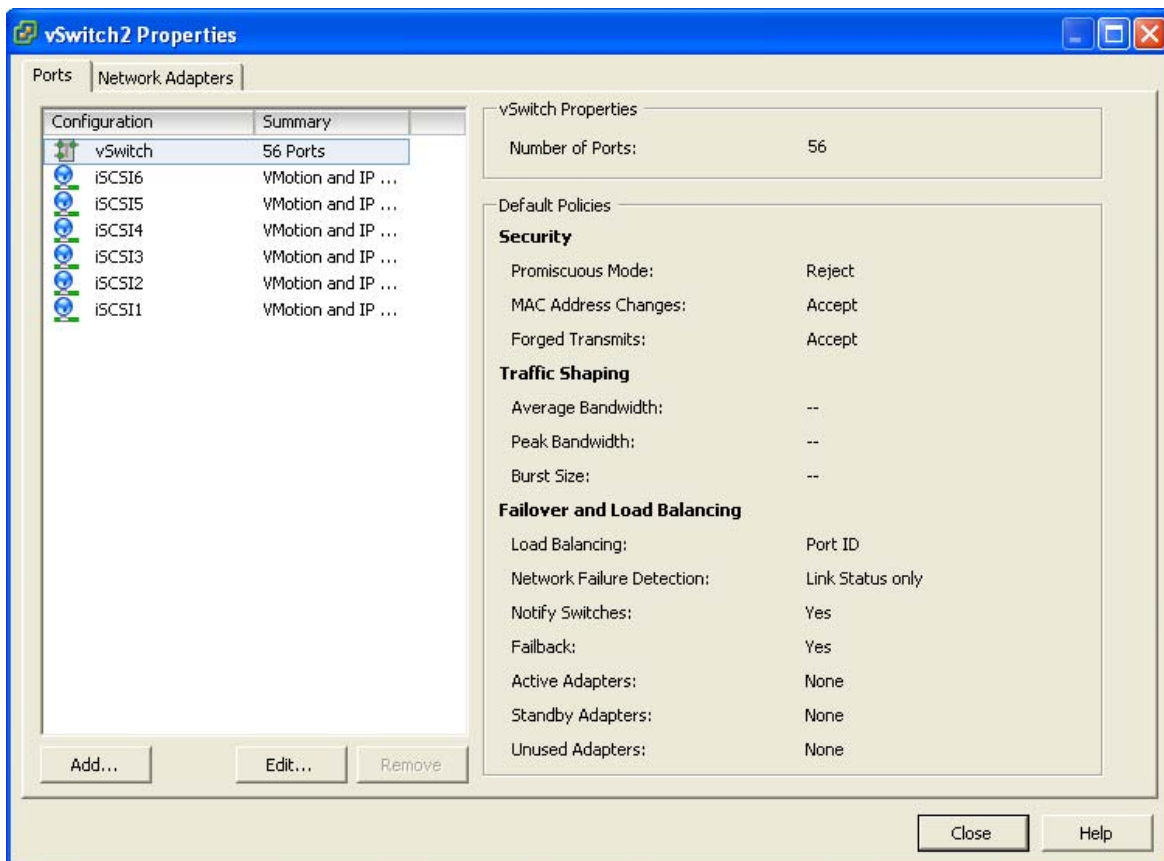 vSwitch2 Properties
Ports Network Adapters
Configuration Summary
vSwitch 56 Ports
iSCSI6 VMotion and IP ...
iSCSI5 VMotion and IP ...
iSCSI4 VMotion and IP ...
iSCSI3 VMotion and IP ...
iSCSI2 VMotion and IP ...
iSCSI1 VMotion and IP ...
Add... Edit... Remove
vSwitch Properties
Number of Ports: 56
Default Policies
Security
Promiscuous Mode: Reject
MAC Address Changes: Accept
Forged Transmits: Accept
Traffic Shaping
Average Bandwidth: --
Peak Bandwidth: --
Burst Size: --
Failover and Load Balancing
Load Balancing: Port ID
Network Failure Detection: Link Status only
Notify Switches: Yes
Failback: Yes
Active Adapters: None
Standby Adapters: None
Unused Adapters: None
Close Help